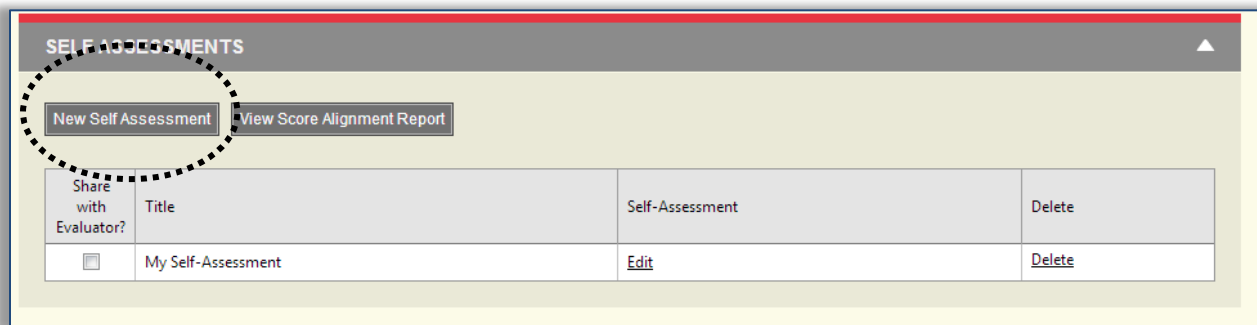 SELF ASSESSMENTS
New Self Assessment View Score Alignment Report
Share
with
Evaluator? Title Self-Assessment Delete
My Self-Assessment Edit Delete